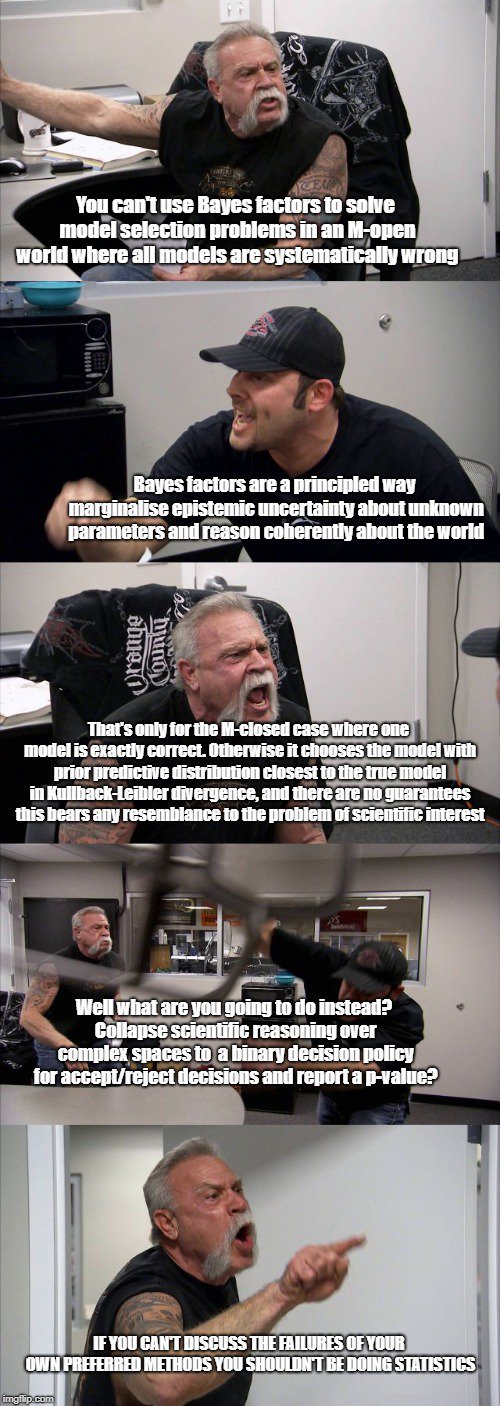 You can't use Bayes factors to solve
model selection problems in an M-open
world where all models are systematically wrong
Bayes factors are a principled way
marginalise epistemic uncertainty about unknown
parameters and reason coherently about the world
Orange
County
That's only for the M-closed case where one
model is exactly correct. Otherwise it chooses the model with
prior predictive distribution closest to the true model
in Kullback-Leibler divergence, and there are no guarantees
this bears any resemblance to the problem of scientific interest
Well what are you going to do instead?
Collapse scientific reasoning over
complex spaces to a binary decision policy
for accept/reject decisions and report a p-value?
IF YOU CAN'T DISCUSS THE FAILURES OF YOUR
OWN PREFERRED METHODS YOU SHOULDN'T BE DOING STATISTICS
imgflip.com